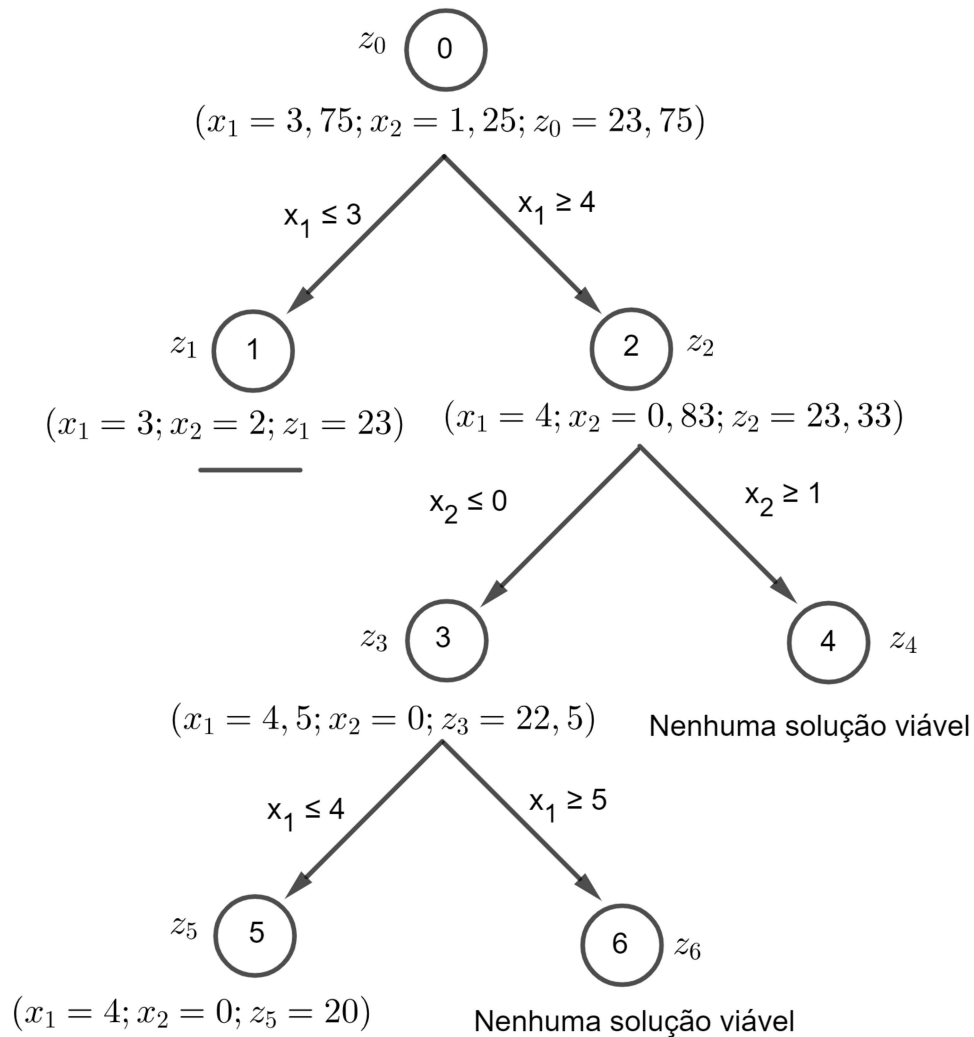 z₀ 0
(x₁ = 3, 75; x₂ = 1, 25; z₀ = 23, 75)
x₁ ≤ 3 x₁ ≥ 4
z₁ 1 2 z₂
(x₁ = 3; x₂ = 2; z₁ = 23) (x₁ = 4; x₂ = 0, 83; z₂ = 23, 33)
x₂ ≤ 0 x₂ ≥ 1
z₃ 3 4 z₄
(x₁ = 4, 5; x₂ = 0; z₃ = 22, 5) Nenhuma solução viável
x₁ ≤ 4 x₁ ≥ 5
z₅ 5 6 z₆
(x₁ = 4; x₂ = 0; z₅ = 20) Nenhuma solução viável